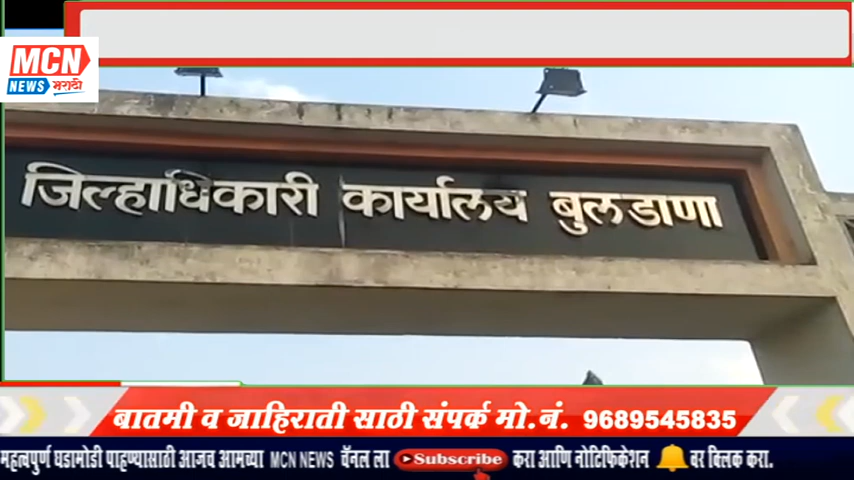 MCN
NEWS मराठी
जिल्हाधिकारी कार्यालय बुलडाणा
बातमी व जाहिराती साठी संपर्क मो.नं. 9689545835
महत्वपुर्ण घडामोडी पाहण्यासाठी आजच आमच्या MCN NEWS चॅनल ला Subscribe करा आणि नोटिफिकेशन वर क्लिक करा.